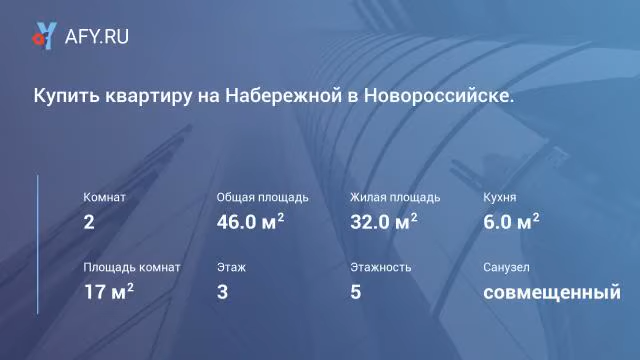 AFY.RU
Купить квартиру на Набережной в Новороссийске.
Комнат
2
Общая площадь
46.0 м²
Жилая площадь
32.0 м²
Кухня
6.0 м²
Площадь комнат
17 м²
Этаж
3
Этажность
5
Санузел
совмещенный